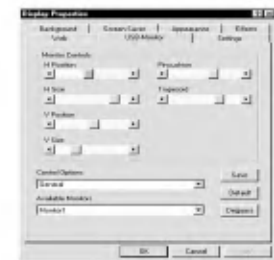 Display Properties
Background Screen Saver Appearance Effects
Web USB Monitor Settings
Monitor Controls
H Position Pincushion
H Size Trapezoid
V Position
V Size
Control Options:
General
Save
Default
Available Monitors:
Monitor1
Degauss
OK Cancel